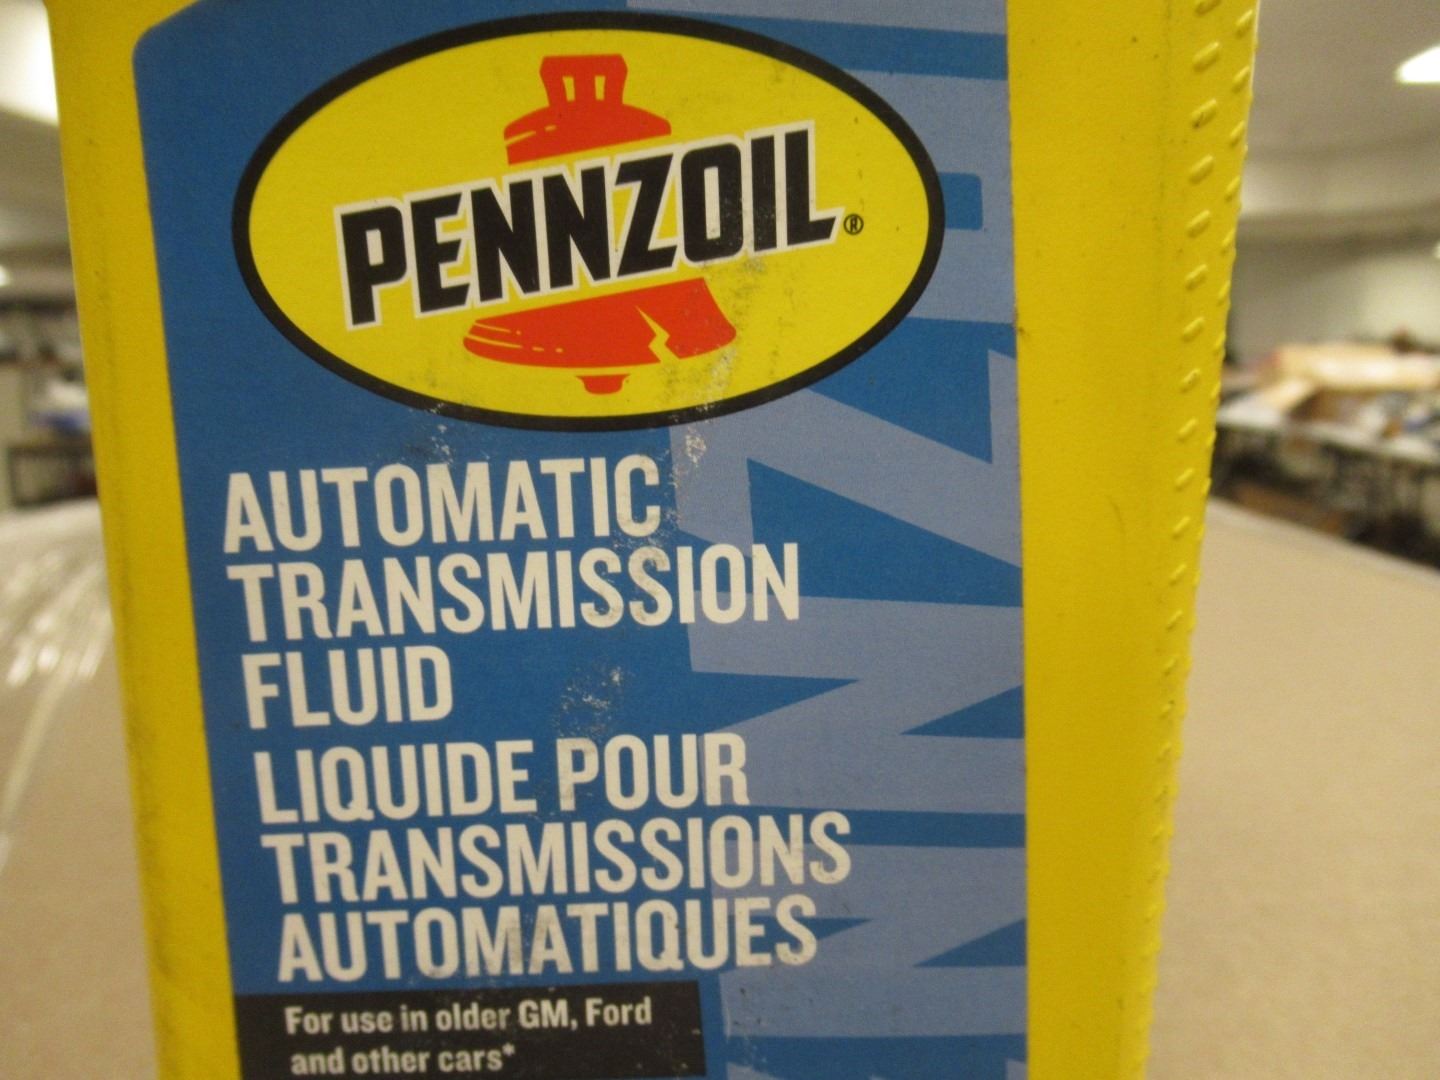 PENNZOIL®
AUTOMATIC
TRANSMISSION
FLUID
LIQUIDE POUR
TRANSMISSIONS
AUTOMATIQUES
For use in older GM, Ford
and other cars*